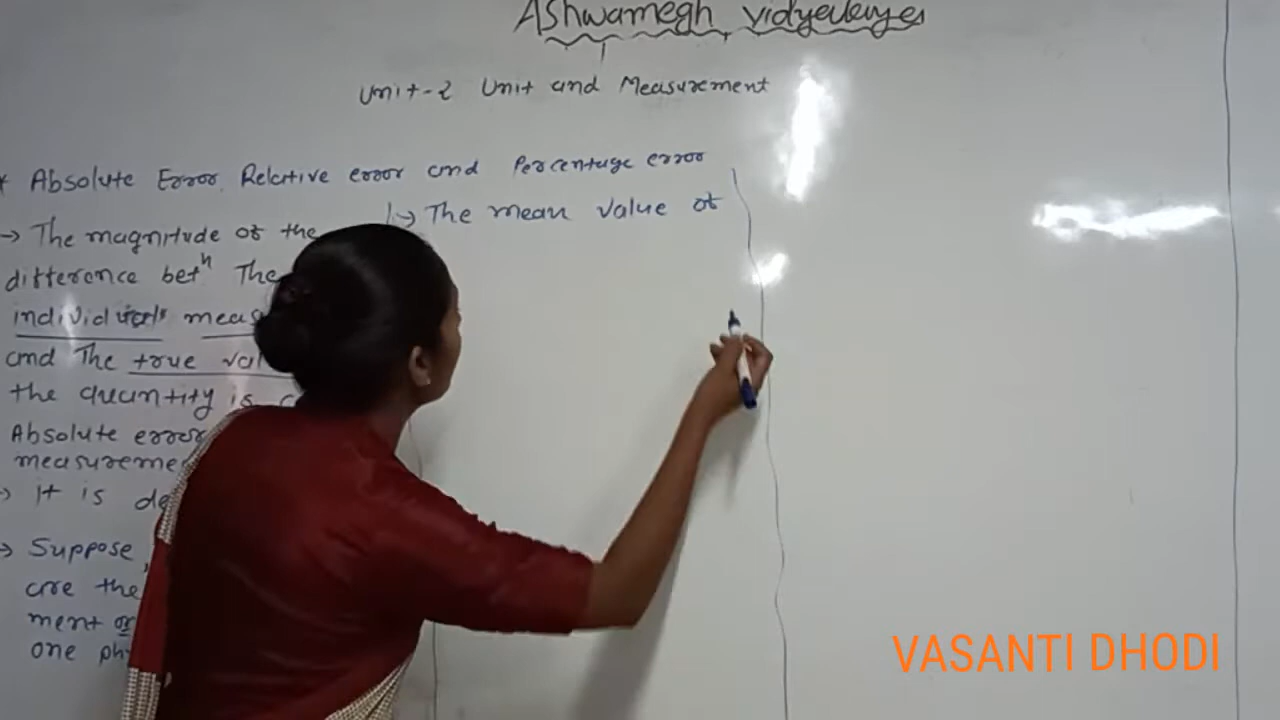 Ashwamegh vidyalaya
Unit-2 Unit and Measurement
* Absolute Error, Relative error and Percentage error
→ The magnitude of the
difference betn The
individual's meas
and The true val
the quantity is
Absolute error
measureme
→ It is de
→ Suppose,
are the
ment or
one ph
→ The mean value of
VASANTI DHODI